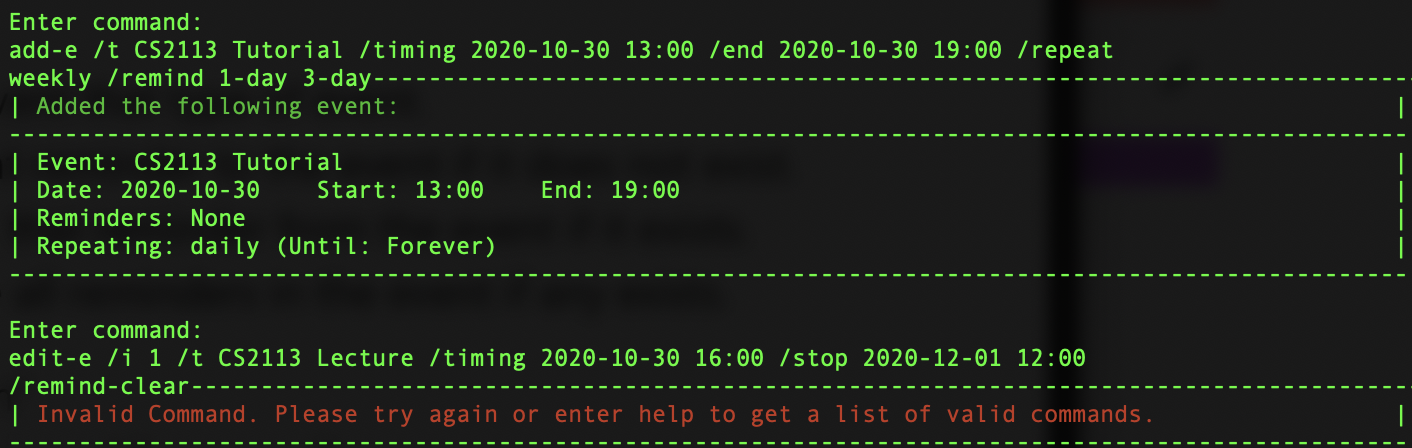 Enter command:
add-e /t CS2113 Tutorial /timing 2020-10-30 13:00 /end 2020-10-30 19:00 /repeat
weekly /remind 1-day 3-day--------------------------------------------------------------------------
| Added the following event: |
----------------------------------------------------------------------------------------------------
| Event: CS2113 Tutorial |
| Date: 2020-10-30    Start: 13:00    End: 19:00 |
| Reminders: None |
| Repeating: daily (Until: Forever) |
----------------------------------------------------------------------------------------------------
Enter command:
edit-e /i 1 /t CS2113 Lecture /timing 2020-10-30 16:00 /stop 2020-12-01 12:00
/remind-clear---------------------------------------------------------------------------------------
| Invalid Command. Please try again or enter help to get a list of valid commands. |
----------------------------------------------------------------------------------------------------